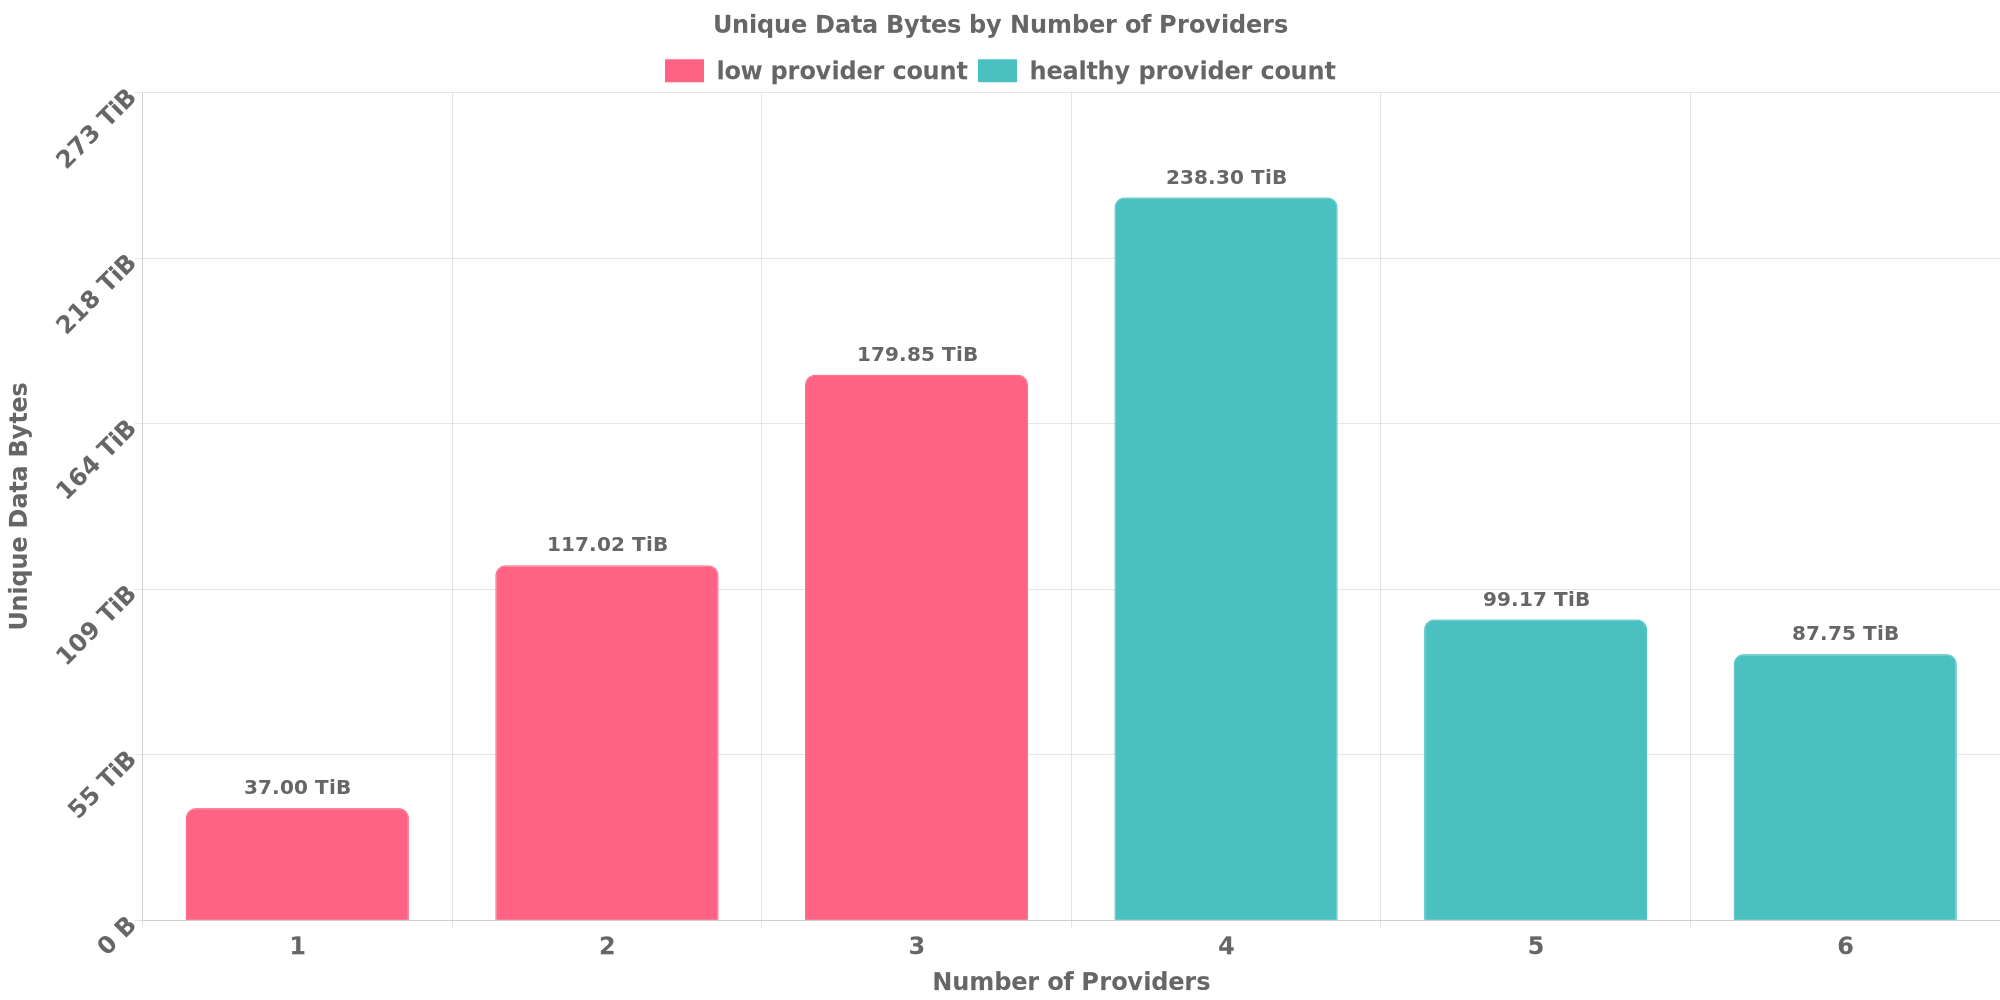 Unique Data Bytes by Number of Providers
low provider count healthy provider count
273 TiB
218 TiB
164 TiB
109 TiB
55 TiB
0 B
Unique Data Bytes
37.00 TiB
117.02 TiB
179.85 TiB
238.30 TiB
99.17 TiB
87.75 TiB
1 2 3 4 5 6
Number of Providers